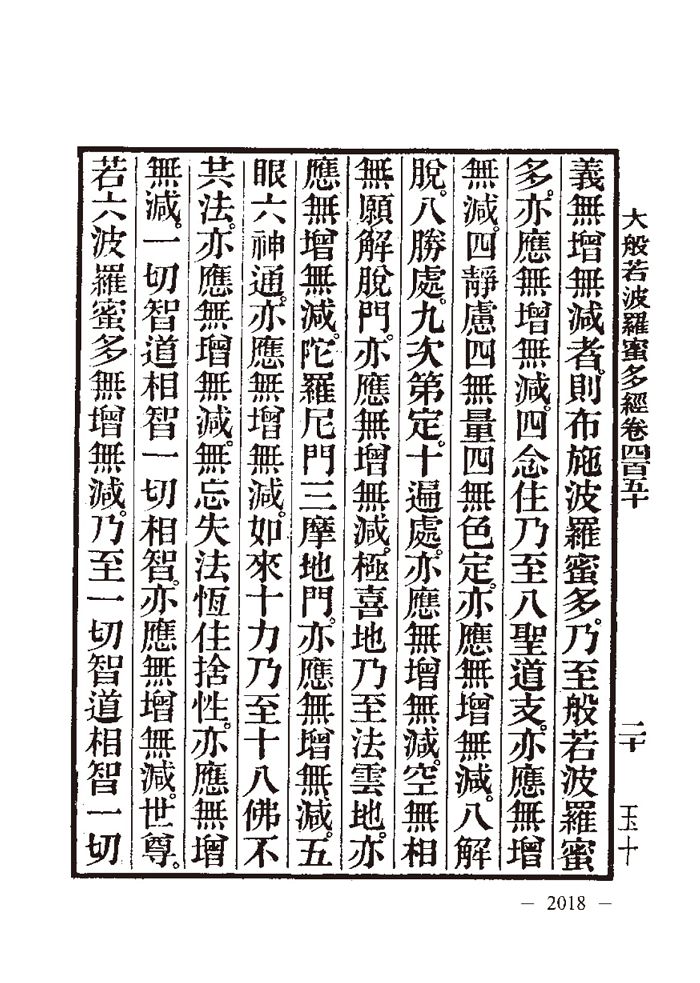 大般若波羅蜜多經卷四百五十 二十 玉十
義無增無減者。則布施波羅蜜多。乃至般若波羅蜜
多。亦應無增無減。四念住乃至八聖道支。亦應無增
無減。四靜慮四無量四無色定。亦應無增無減。八解
脫。八勝處。九次第定。十遍處。亦應無增無減。空無相
無願解脫門。亦應無增無減。極喜地乃至法雲地。亦
應無增無減。陀羅尼門三摩地門。亦應無增無減。五
眼六神通。亦應無增無減。如來十力乃至十八佛不
共法。亦應無增無減。無忘失法恆住捨性。亦應無增
無減。一切智道相智一切相智。亦應無增無減。世尊。
若六波羅蜜多無增無減。乃至一切智道相智一切
— 2018 —